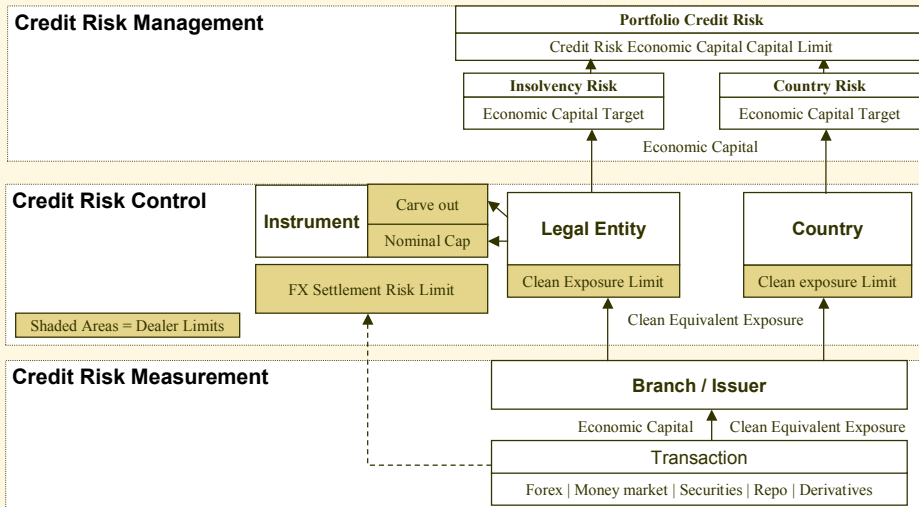 Credit Risk Management
Portfolio Credit Risk
Credit Risk Economic Capital Capital Limit
Insolvency Risk
Economic Capital Target
Country Risk
Economic Capital Target
Economic Capital
Credit Risk Control
Instrument
Carve out
Nominal Cap
Legal Entity
Clean Exposure Limit
Country
Clean exposure Limit
FX Settlement Risk Limit
Shaded Areas = Dealer Limits
Clean Equivalent Exposure
Credit Risk Measurement
Branch / Issuer
Economic Capital
Clean Equivalent Exposure
Transaction
Forex | Money market | Securities | Repo | Derivatives